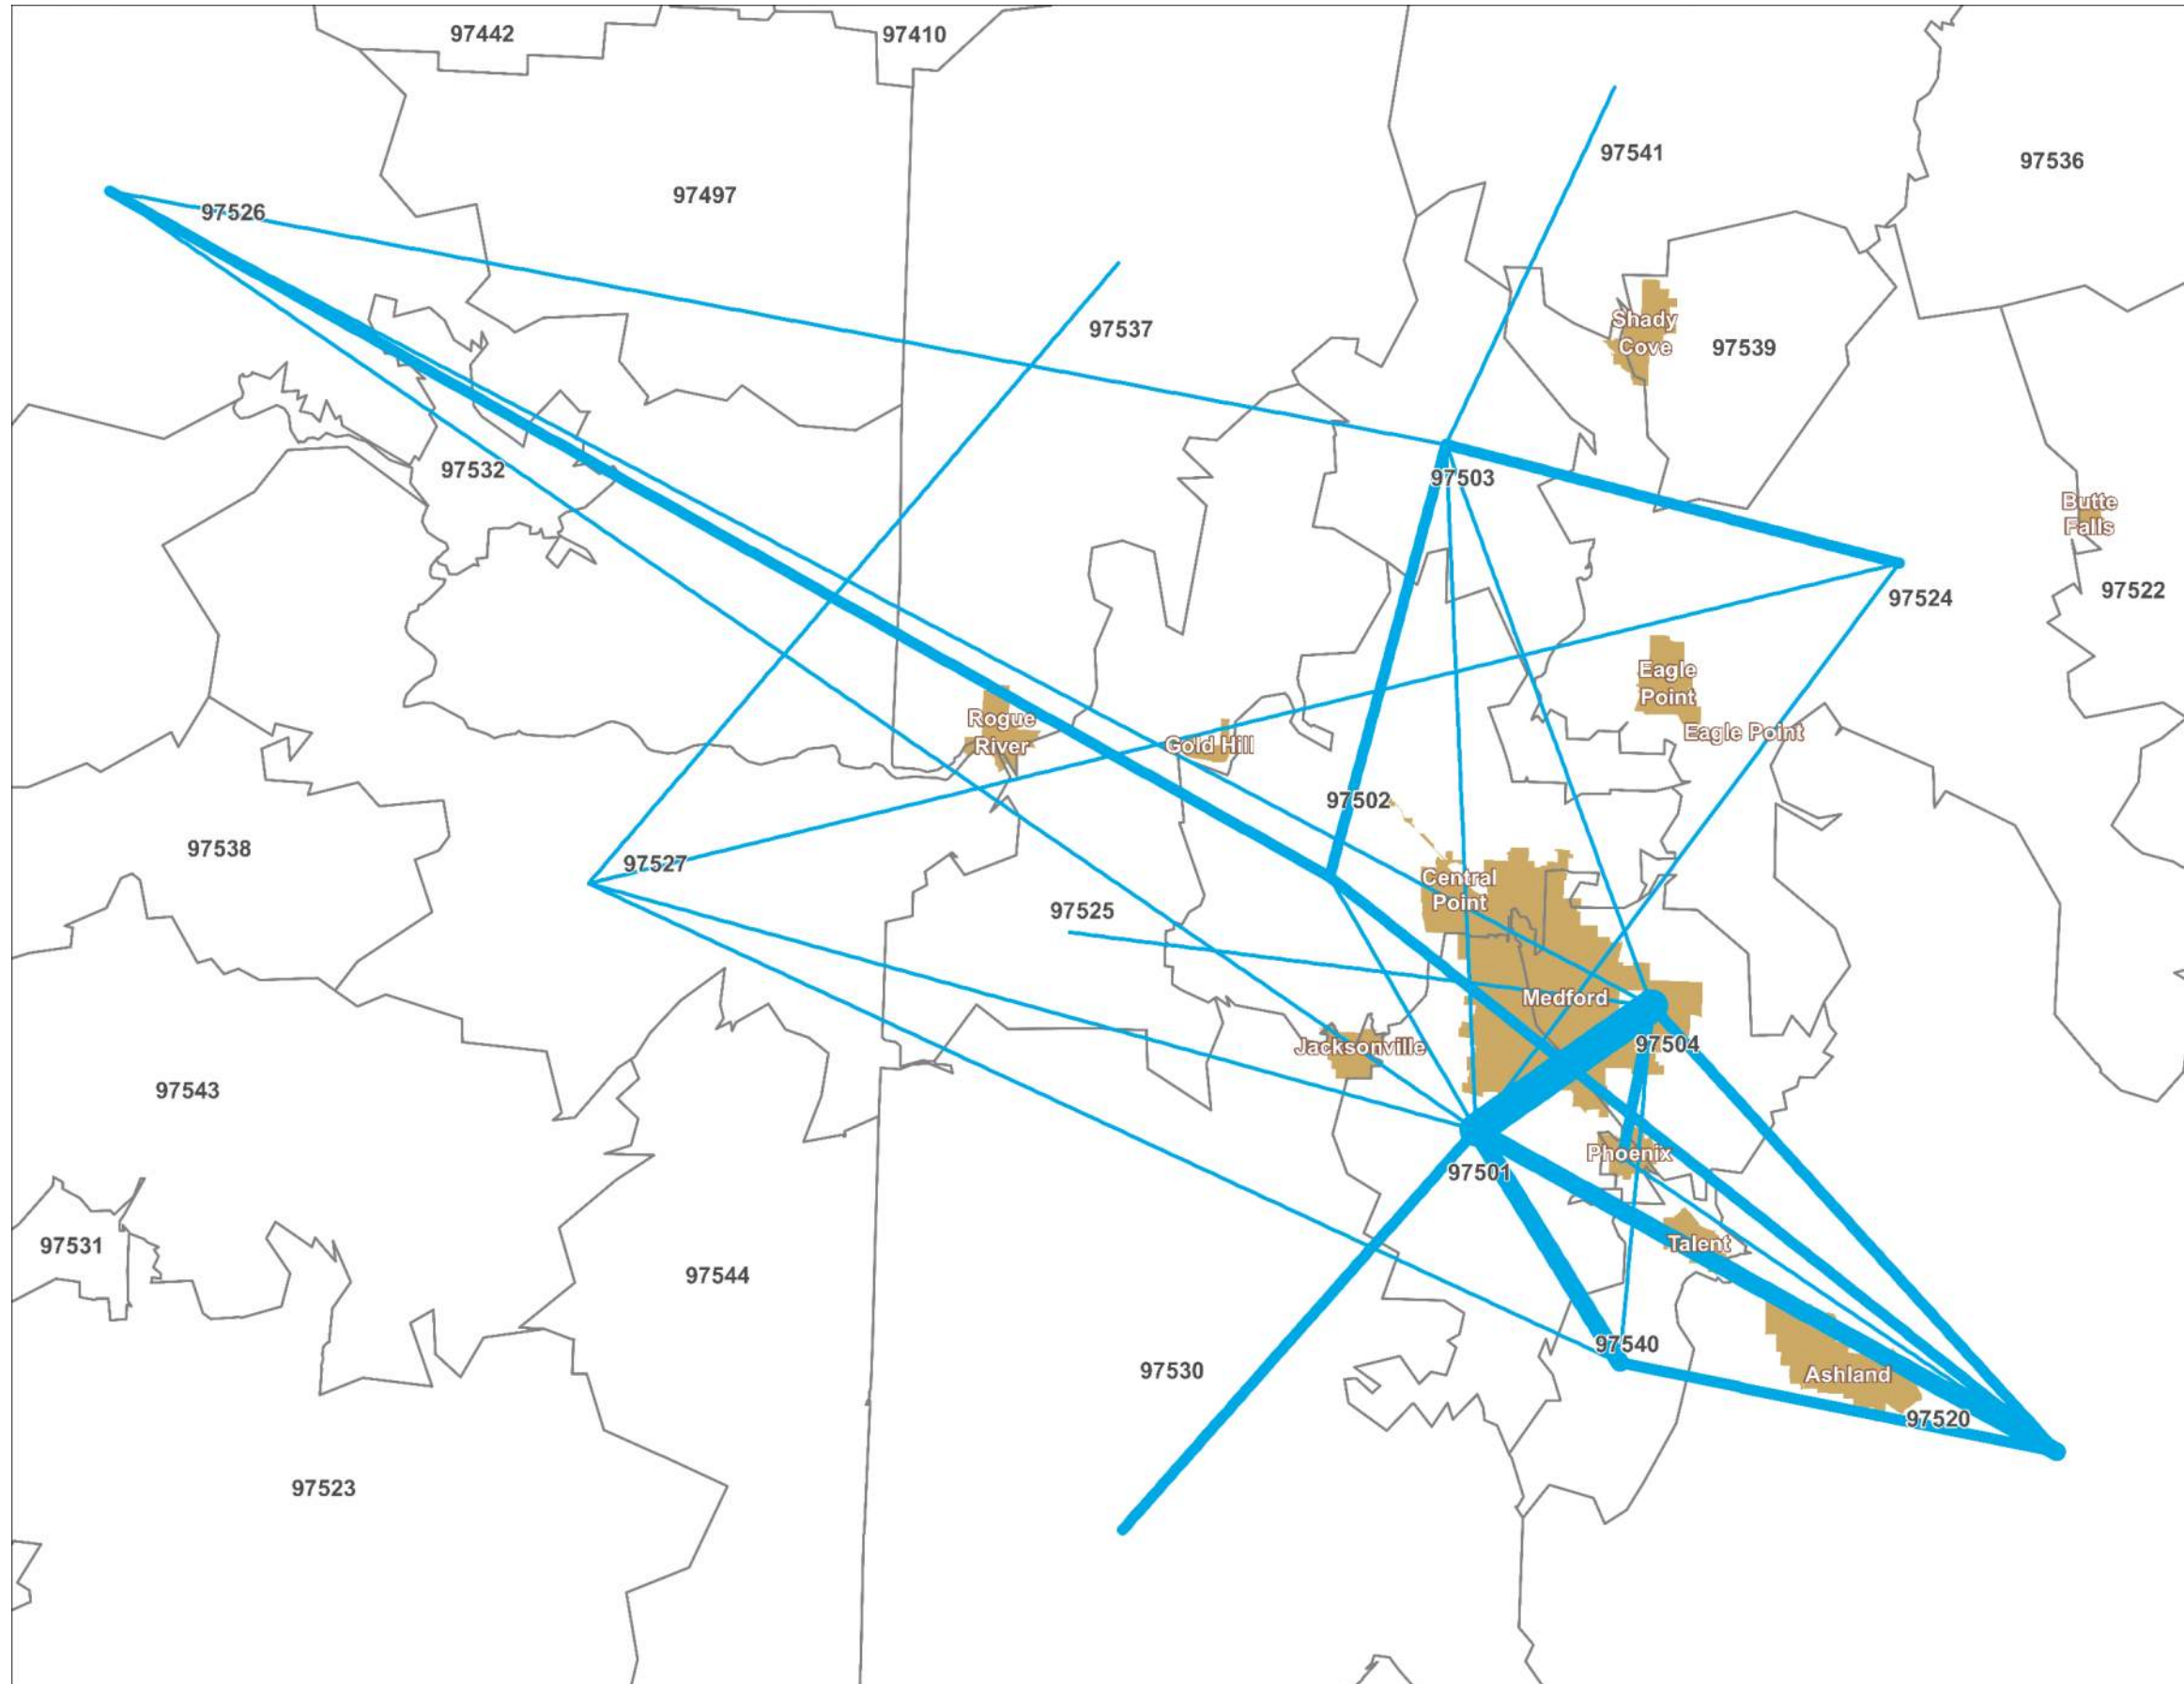 97442
97410
97541
97536
97497
97526
97537
Shady
Cove
97539
97532
97503
Butte
Falls
97522
97524
Eagle
Point
Eagle Point
Rogue
River
Gold Hill
97502
97538
97527
Central
Point
97525
Medford
97504
Jacksonville
97543
Phoenix
97501
97531
Talent
97544
97540
97530
Ashland
97520
97523